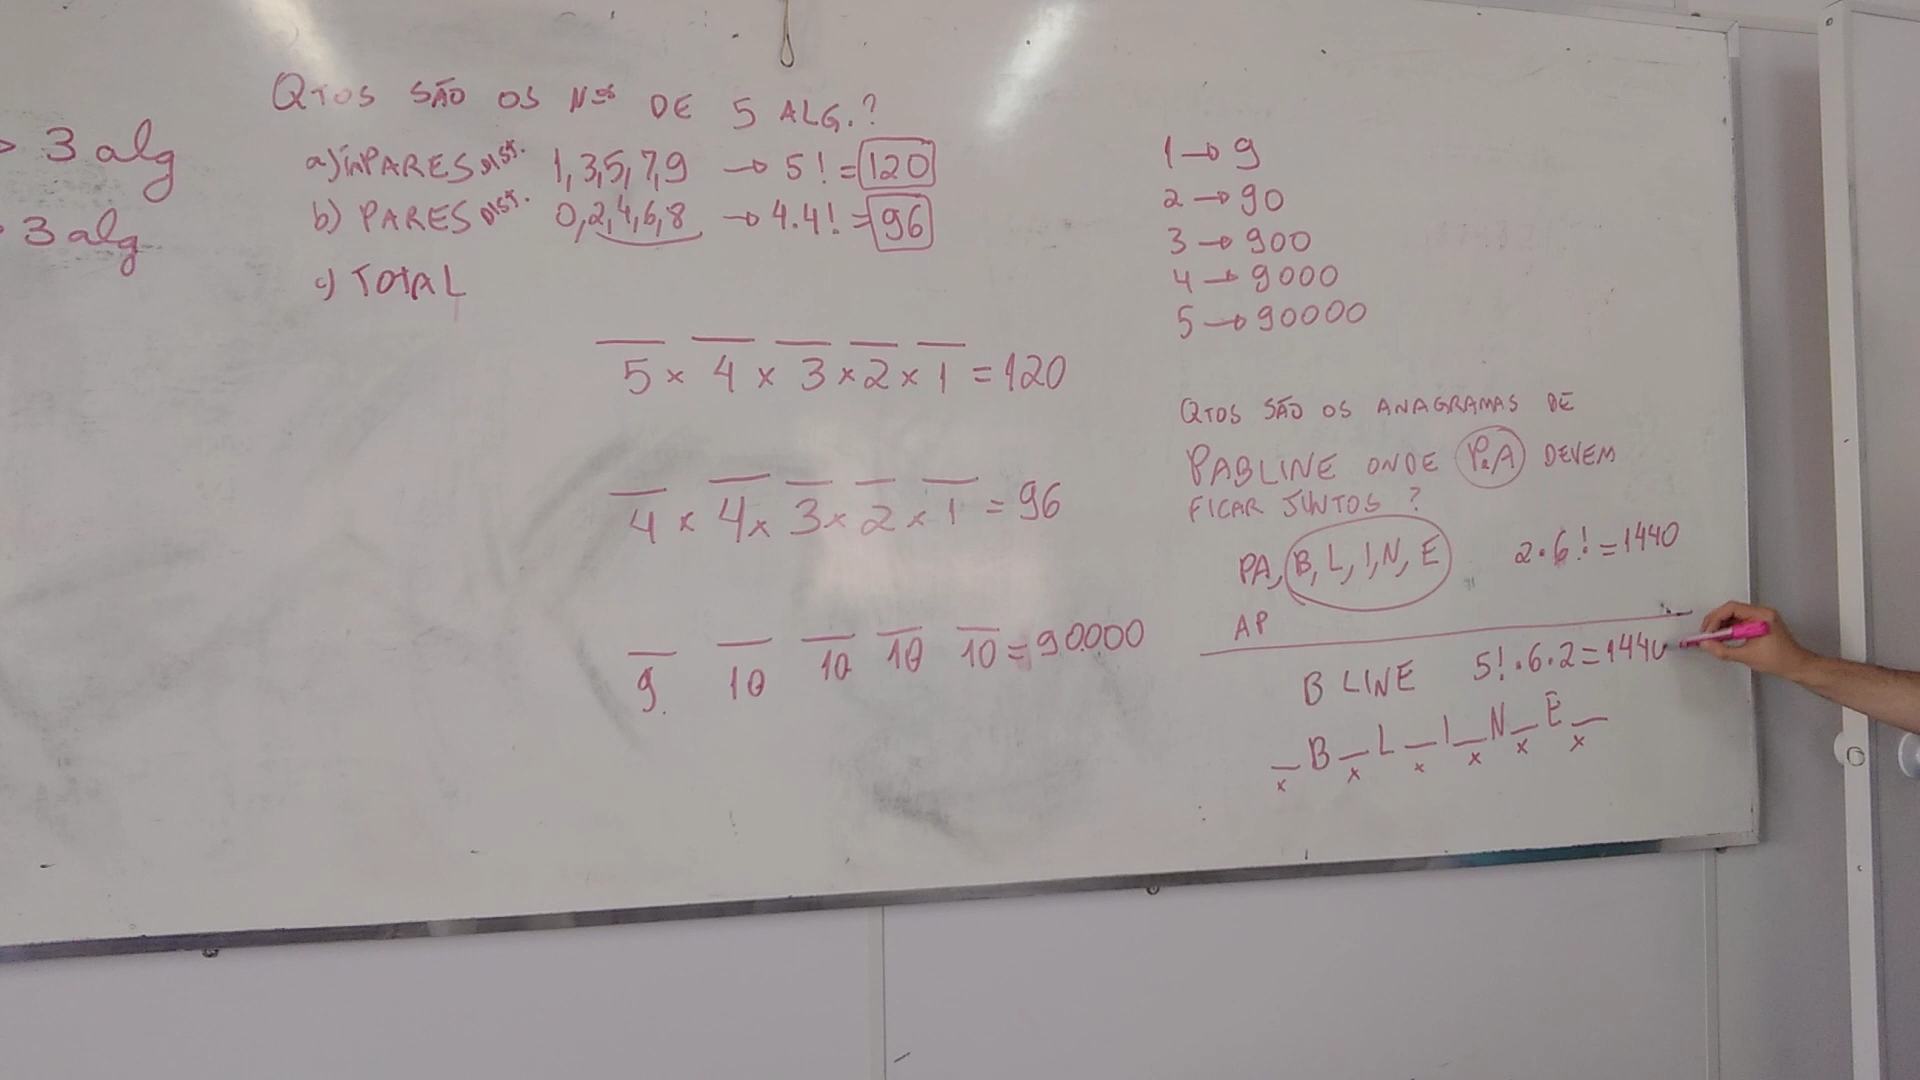 > 3 alg
3 alg
QTOS SÃO OS Nºs DE 5 ALG.?
a) ÍMPARES DIST. 1,3,5,7,9 → 5! = 120
b) PARES DIST. 0,2,4,6,8 → 4.4! = 96
c) TOTAL
5 x 4 x 3 x 2 x 1 = 120
4 x 4 x 3 x 2 x 1 = 96
9 10 10 10 10 = 90.000
1 → 9
2 → 90
3 → 900
4 → 9000
5 → 90000
QTOS SÃO OS ANAGRAMAS DE
PABLINE ONDE P e A DEVEM
FICAR JUNTOS ?
PA, B, L, I, N, E 2.6! = 1440
AP
B LINE 5!.6.2 = 1440
_ B _ L _ I _ N _ E _
x x x x x x